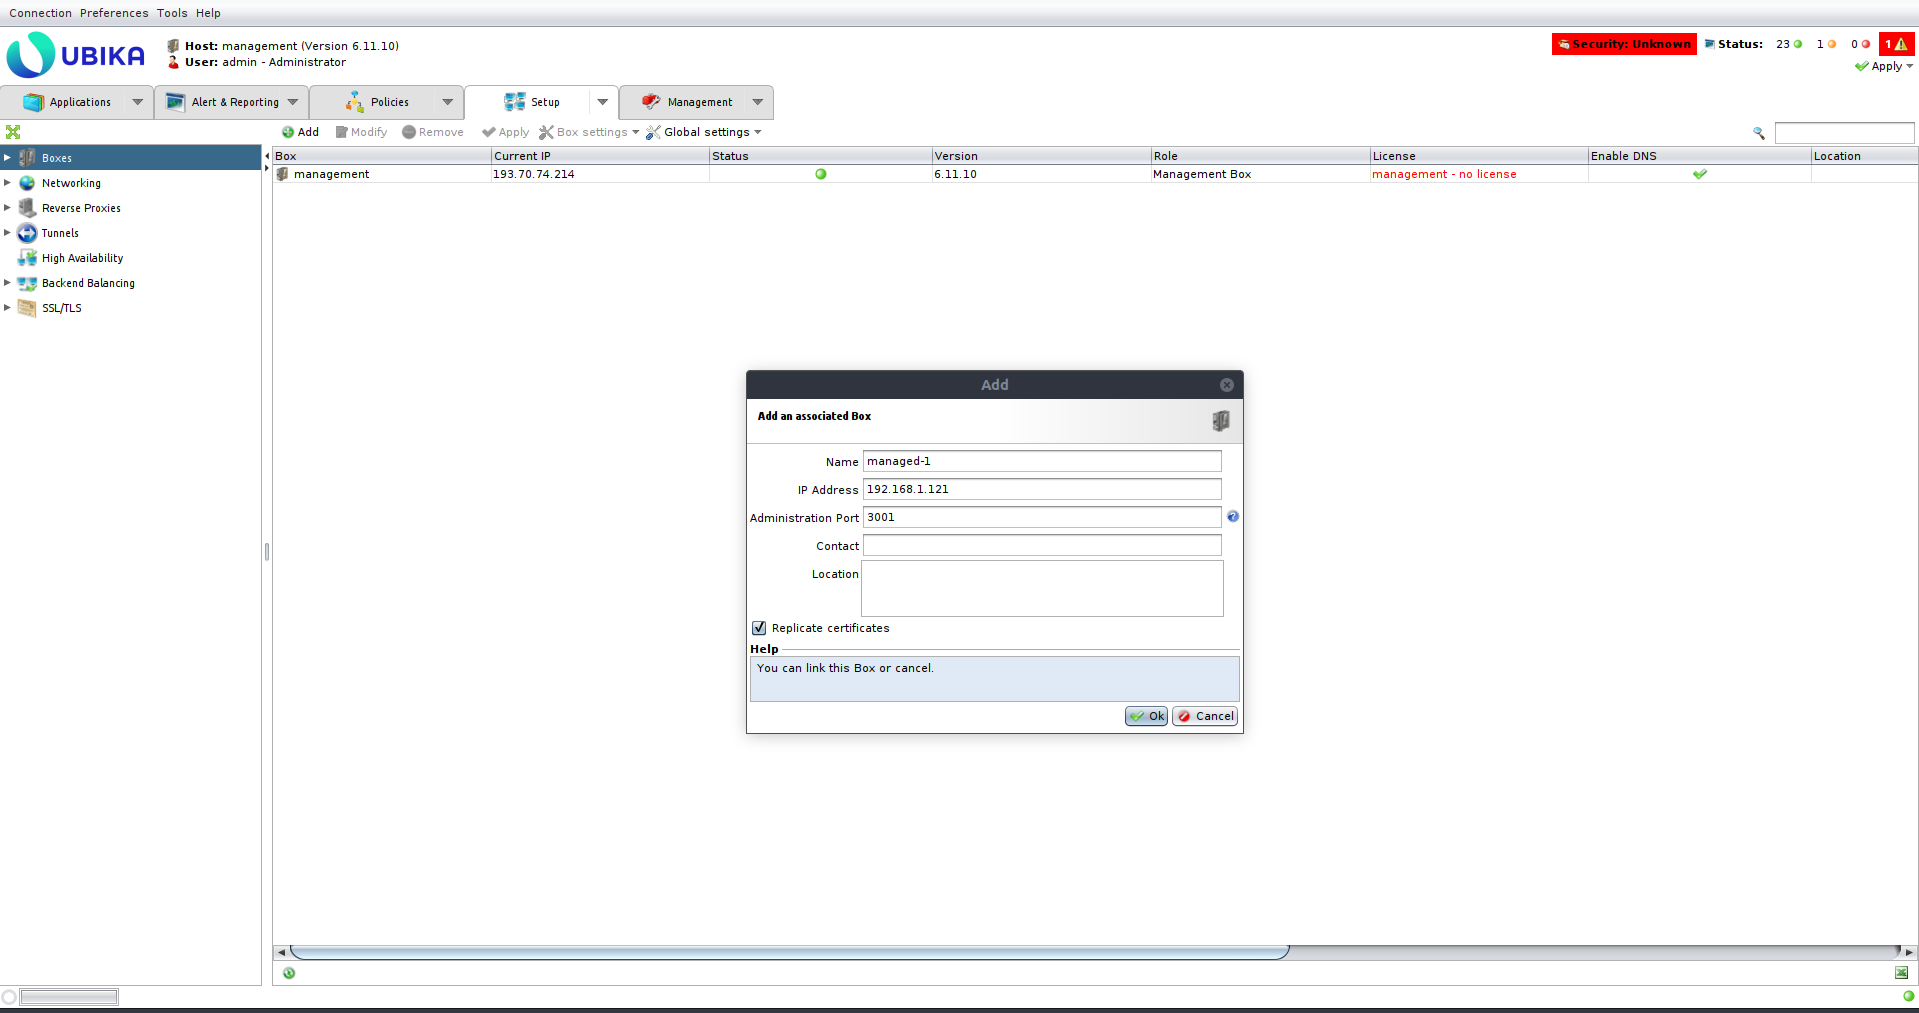 Connection Preferences Tools Help
UBIKA
Host: management (Version 6.11.10)
User: admin - Administrator
Security: Unknown Status: 23 1 0 1
Apply
Applications Alert & Reporting Policies Setup Management
Add Modify Remove Apply Box settings Global settings
Boxes
Networking
Reverse Proxies
Tunnels
High Availability
Backend Balancing
SSL/TLS
Box Current IP Status Version Role License Enable DNS Location
management 193.70.74.214 6.11.10 Management Box management - no license
Add
Add an associated Box
Name managed-1
IP Address 192.168.1.121
Administration Port 3001
Contact
Location
Replicate certificates
Help
You can link this Box or cancel.
Ok Cancel